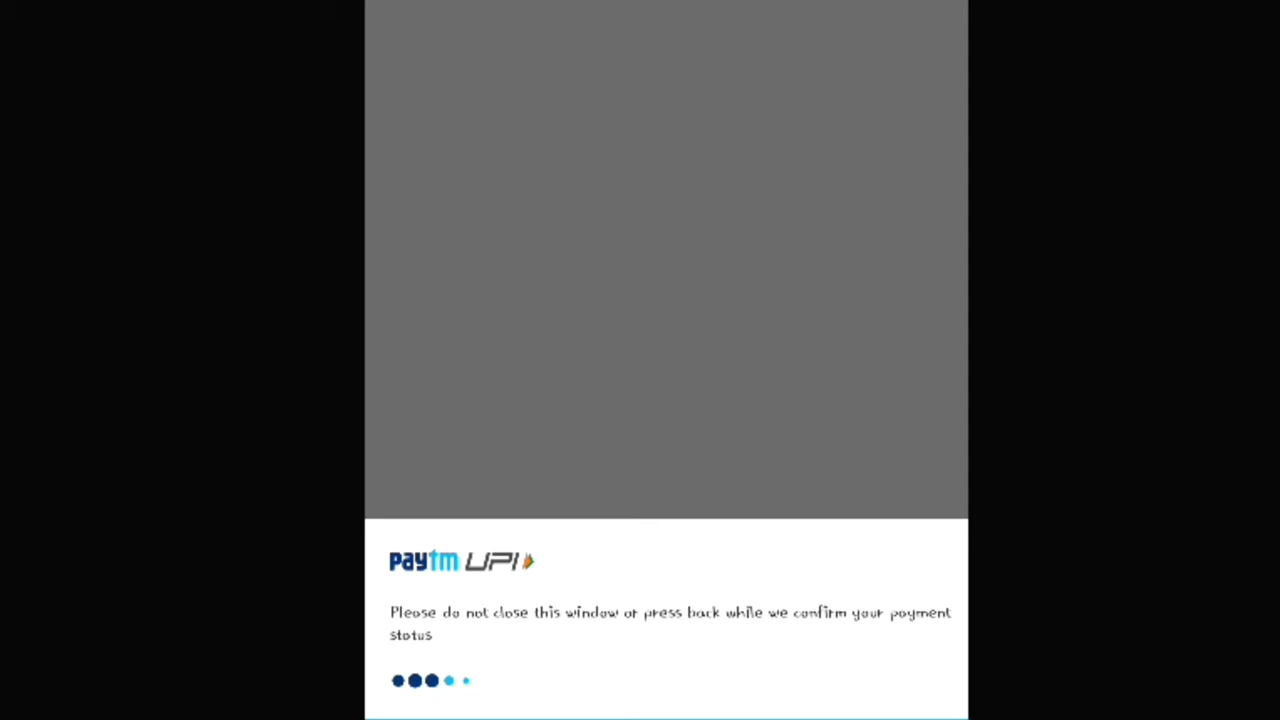 paytm UPI
Please do not close this window or press back while we confirm your payment
status